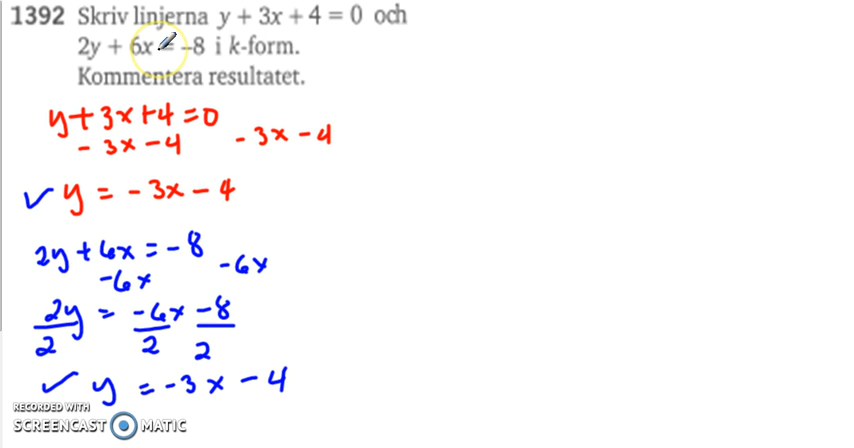 1392 Skriv linjerna y + 3x + 4 = 0 och
2y + 6x = –8 i k-form.
Kommentera resultatet.
y + 3x + 4 = 0
- 3x - 4 - 3x - 4
✓ y = - 3x - 4
2y + 6x = - 8
-6x -6x
2y/2 = -6x/2 -8/2
✓ y = -3x - 4
RECORDED WITH
SCREENCAST MATIC